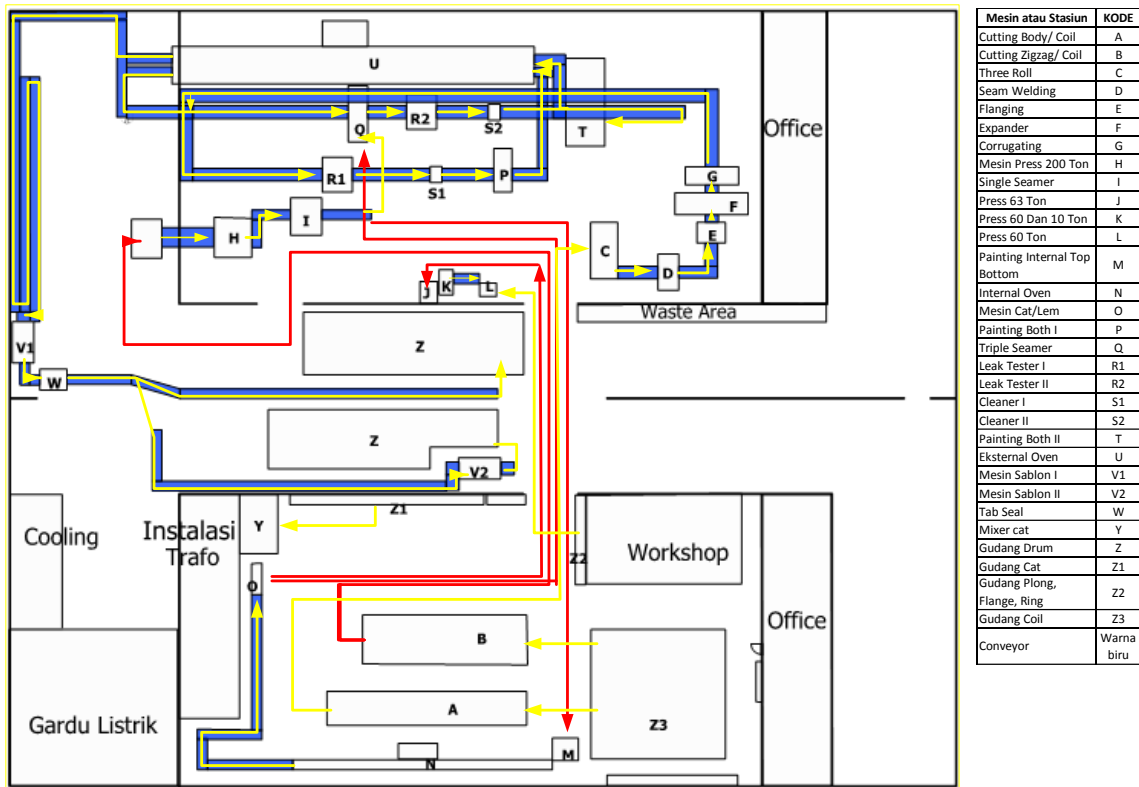 U
Q
R2
S2
T
Office
R1
S1
P
G
F
E
H
I
C
D
J
K
L
Waste Area
V1
Z
W
Z
V2
Z1
Cooling
Instalasi
Trafo
Y
Z2
Workshop
O
B
Office
A
Z3
Gardu Listrik
N
M
Mesin atau Stasiun KODE
Cutting Body/ Coil A
Cutting Zigzag/ Coil B
Three Roll C
Seam Welding D
Flanging E
Expander F
Corrugating G
Mesin Press 200 Ton H
Single Seamer I
Press 63 Ton J
Press 60 Dan 10 Ton K
Press 60 Ton L
Painting Internal Top
Bottom M
Internal Oven N
Mesin Cat/Lem O
Painting Both I P
Triple Seamer Q
Leak Tester I R1
Leak Tester II R2
Cleaner I S1
Cleaner II S2
Painting Both II T
Eksternal Oven U
Mesin Sablon I V1
Mesin Sablon II V2
Tab Seal W
Mixer cat Y
Gudang Drum Z
Gudang Cat Z1
Gudang Plong,
Flange, Ring Z2
Gudang Coil Z3
Conveyor Warna
biru